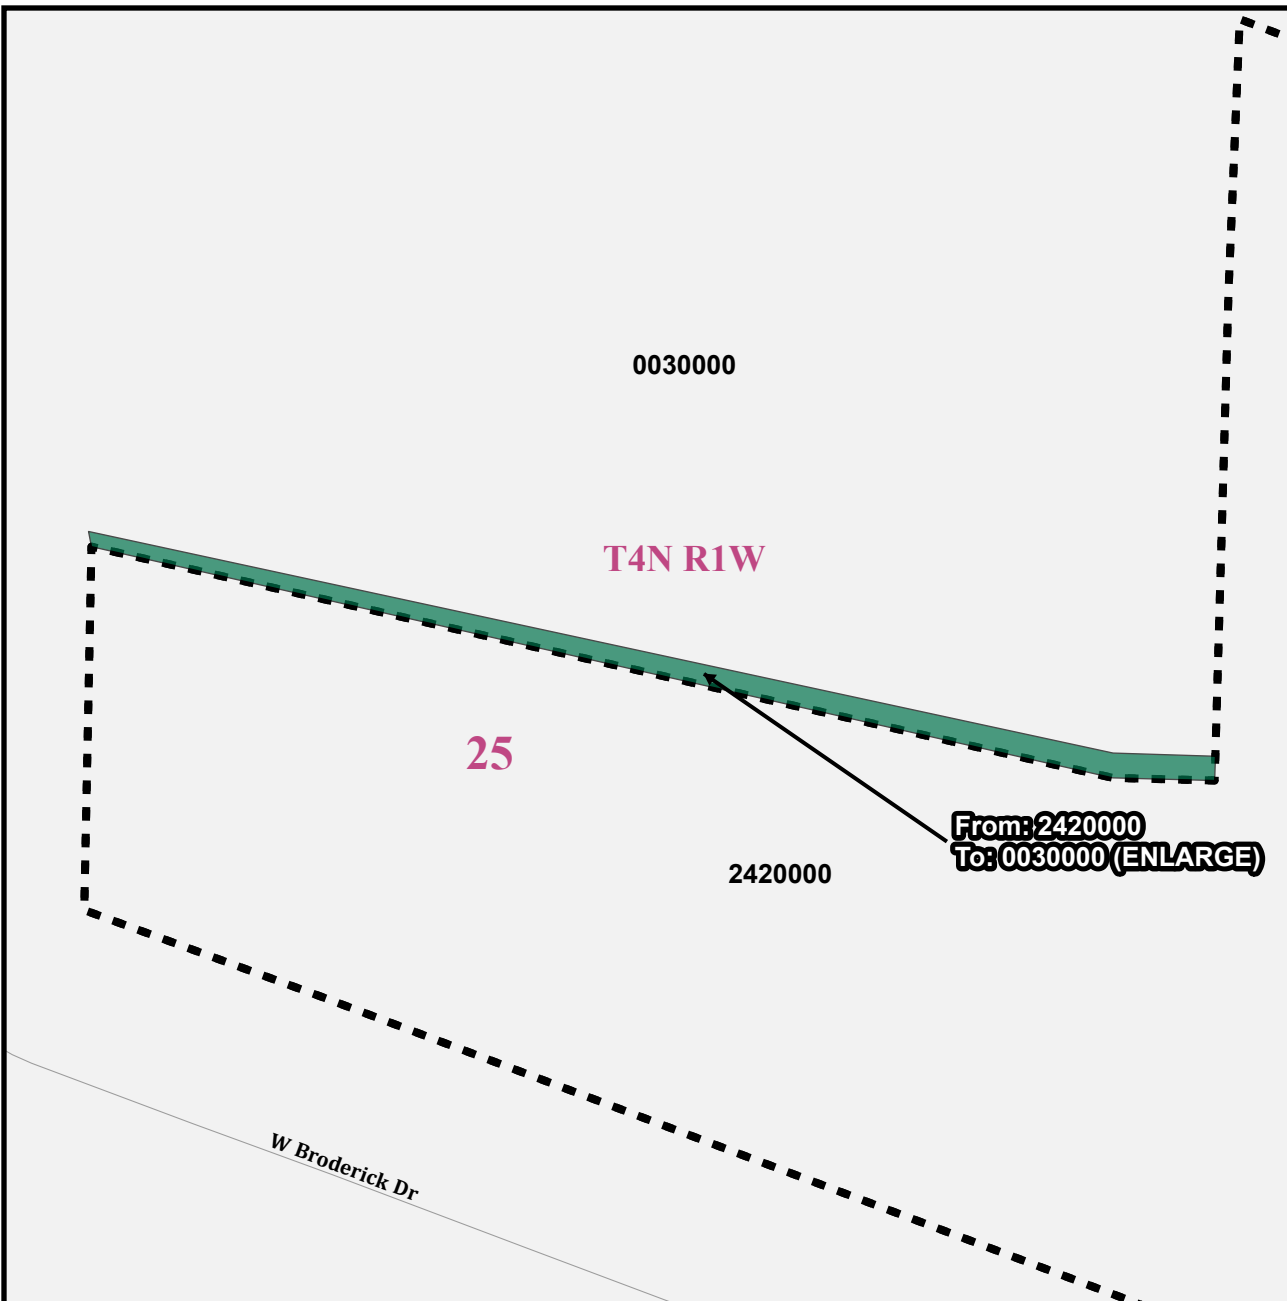 0030000
T4N R1W
25
From: 2420000
To: 0030000 (ENLARGE)
2420000
W Broderick Dr